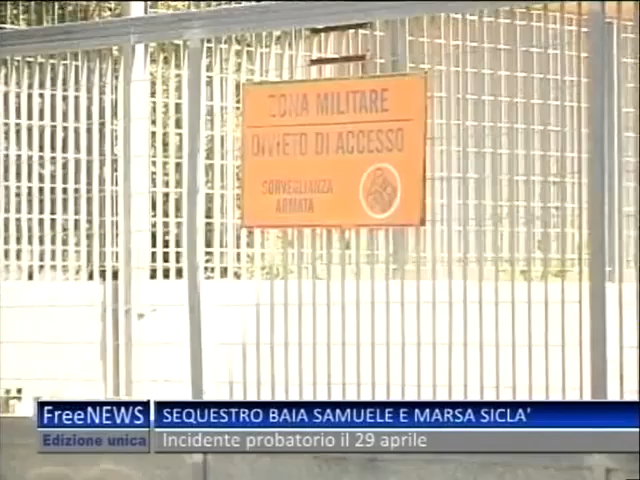 ZONA MILITARE
DIVIETO DI ACCESSO
SORVEGLIANZA
ARMATA
FreeNEWS
SEQUESTRO BAIA SAMUELE E MARSA SICLA'
Edizione unica
Incidente probatorio il 29 aprile